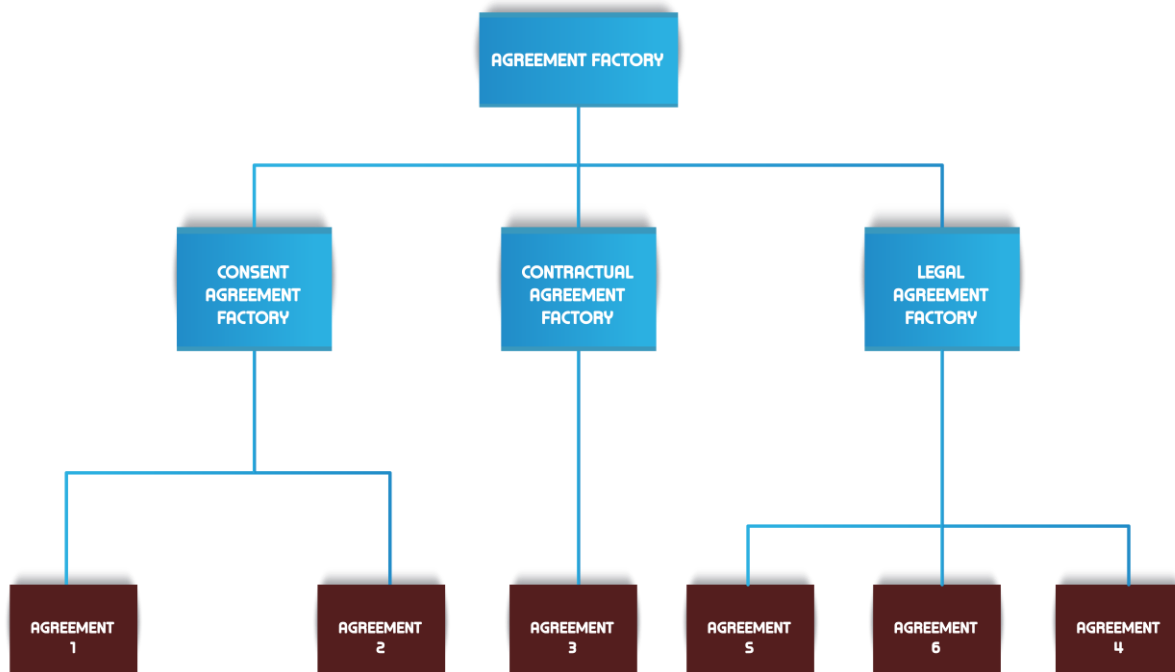 AGREEMENT FACTORY
CONSENT
AGREEMENT
FACTORY
CONTRACTUAL
AGREEMENT
FACTORY
LEGAL
AGREEMENT
FACTORY
AGREEMENT
1
AGREEMENT
2
AGREEMENT
3
AGREEMENT
5
AGREEMENT
6
AGREEMENT
4